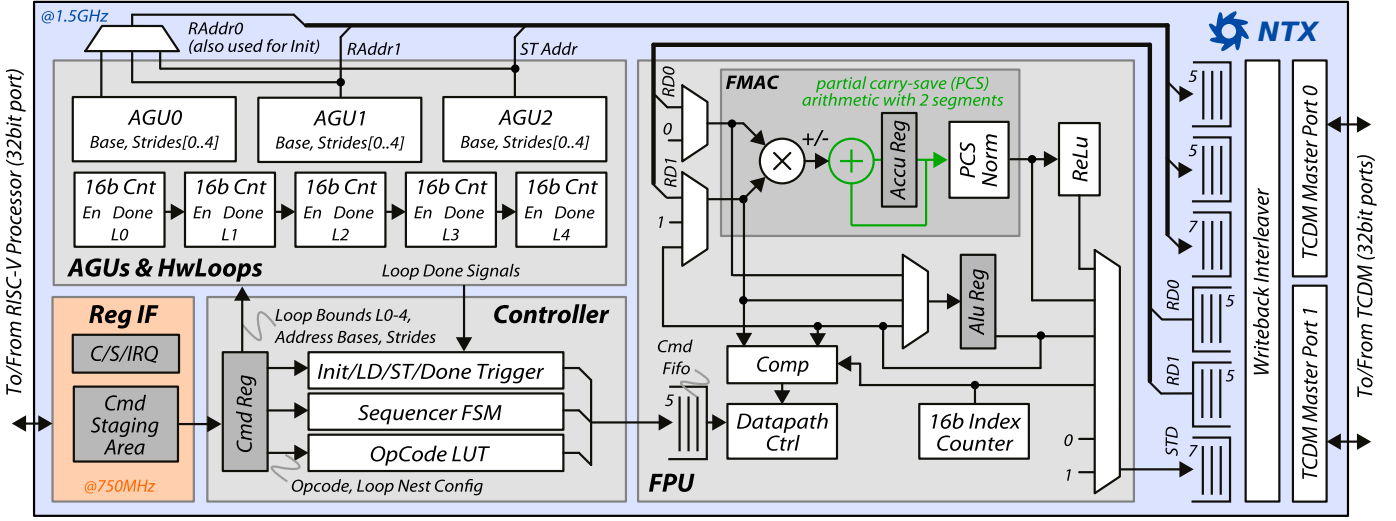 @1.5GHz
RAddr0
(also used for Init)
RAddr1
ST Addr
NTX
To/From RISC-V Processor (32bit port)
AGU0
Base, Strides[0..4]
AGU1
Base, Strides[0..4]
AGU2
Base, Strides[0..4]
16b Cnt
En Done
L0
16b Cnt
En Done
L1
16b Cnt
En Done
L2
16b Cnt
En Done
L3
16b Cnt
En Done
L4
AGUs & HwLoops
Loop Done Signals
Reg IF
C/S/IRQ
Cmd
Staging
Area
@750MHz
Controller
Loop Bounds L0-4,
Address Bases, Strides
Cmd Reg
Init/LD/ST/Done Trigger
Sequencer FSM
OpCode LUT
Opcode, Loop Nest Config
RD0
0
RD1
1
FMAC
partial carry-save (PCS)
arithmetic with 2 segments
+/-
Accu Reg
PCS
Norm
ReLu
Alu Reg
Cmd
Fifo
5
Comp
Datapath
Ctrl
16b Index
Counter
0
1
FPU
5
5
7
RD0
5
RD1
5
STD
7
Writeback Interleaver
TCDM Master Port 0
TCDM Master Port 1
To/From TCDM (32bit ports)